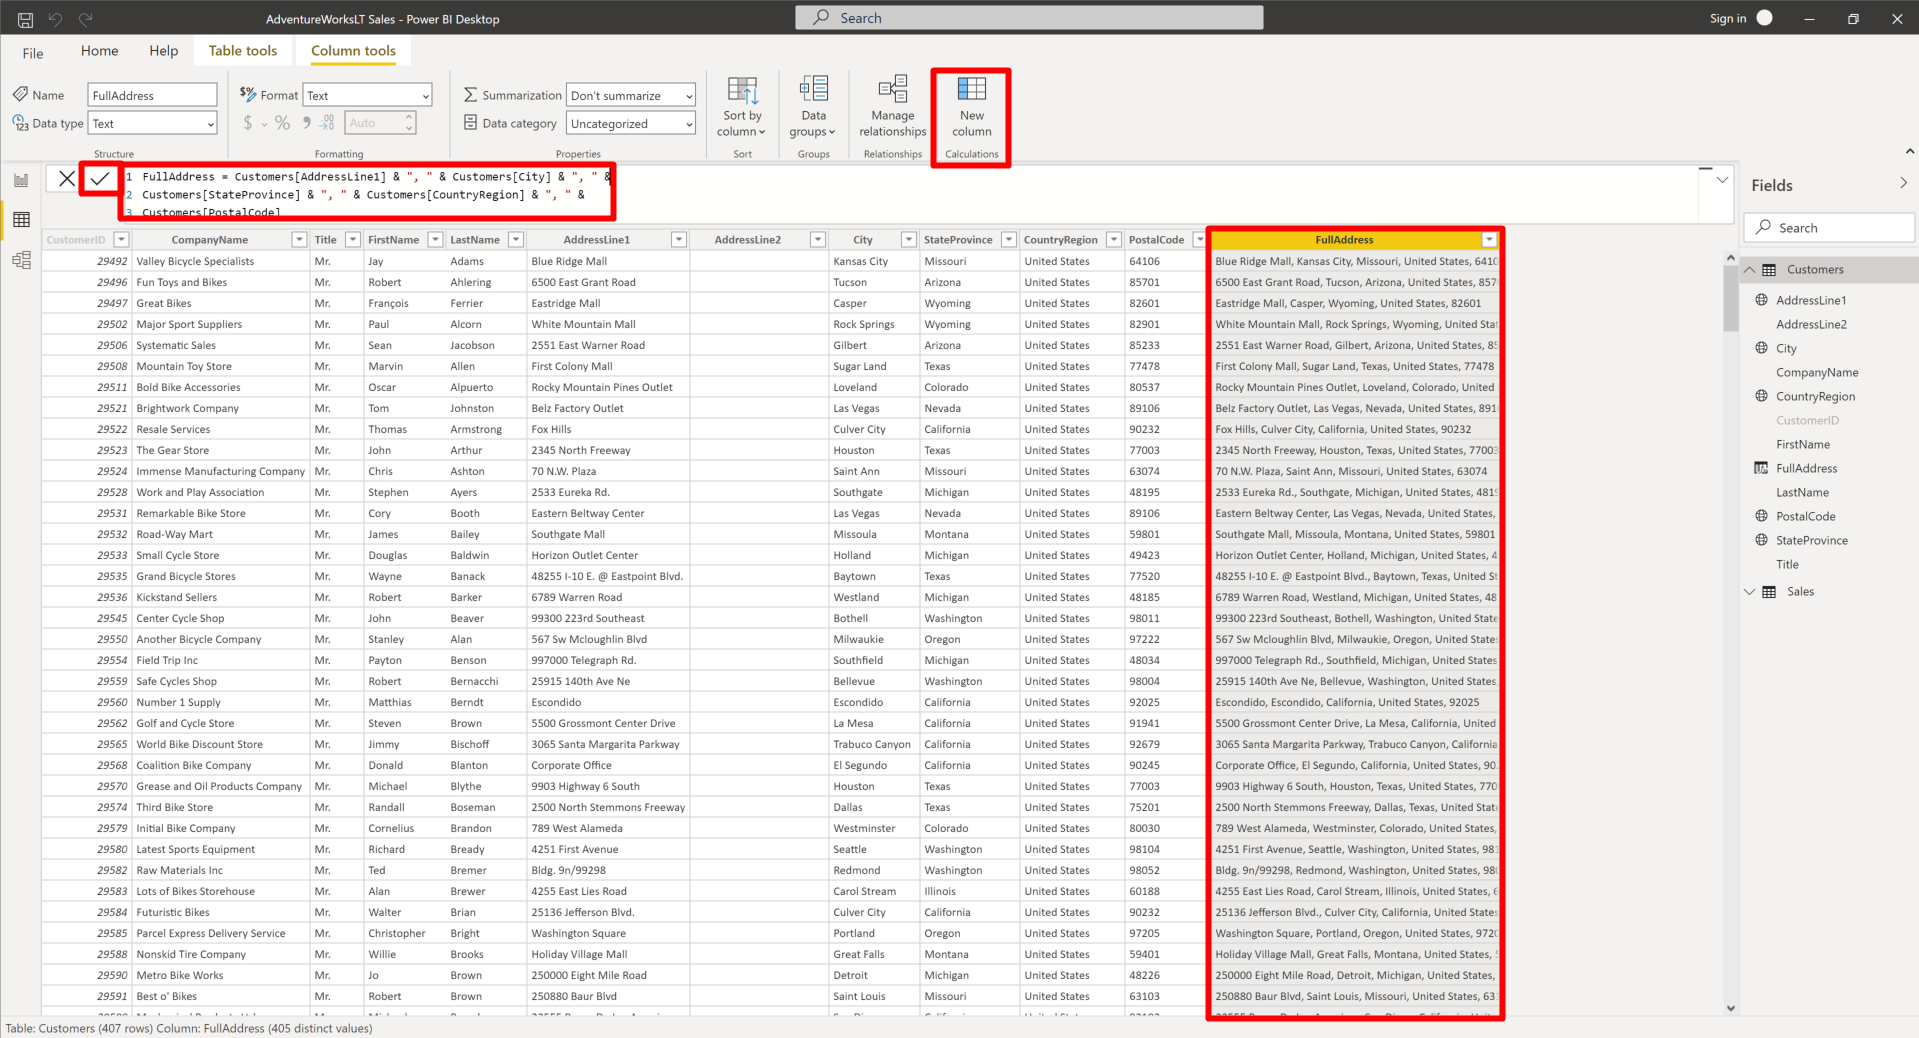 AdventureWorksLT Sales - Power BI Desktop
Search
Sign in
File
Home
Help
Table tools
Column tools
Name
FullAddress
Data type
Text
Structure
Format
Text
$ % 9 .00
Auto
Formatting
Summarization
Don't summarize
Data category
Uncategorized
Properties
Sort by
column
Sort
Data
groups
Groups
Manage
relationships
Relationships
New
column
Calculations
1 FullAddress = Customers[AddressLine1] & ", " & Customers[City] & ", " &
2 Customers[StateProvince] & ", " & Customers[CountryRegion] & ", " &
3 Customers[PostalCode]
CustomerID CompanyName Title FirstName LastName AddressLine1 AddressLine2 City StateProvince CountryRegion PostalCode FullAddress
29492 Valley Bicycle Specialists Mr. Jay Adams Blue Ridge Mall Kansas City Missouri United States 64106 Blue Ridge Mall, Kansas City, Missouri, United States, 6410
29496 Fun Toys and Bikes Mr. Robert Ahlering 6500 East Grant Road Tucson Arizona United States 85701 6500 East Grant Road, Tucson, Arizona, United States, 857
29497 Great Bikes Mr. François Ferrier Eastridge Mall Casper Wyoming United States 82601 Eastridge Mall, Casper, Wyoming, United States, 82601
29502 Major Sport Suppliers Mr. Paul Alcorn White Mountain Mall Rock Springs Wyoming United States 82901 White Mountain Mall, Rock Springs, Wyoming, United Stat
29506 Systematic Sales Mr. Sean Jacobson 2551 East Warner Road Gilbert Arizona United States 85233 2551 East Warner Road, Gilbert, Arizona, United States, 85
29508 Mountain Toy Store Mr. Marvin Allen First Colony Mall Sugar Land Texas United States 77478 First Colony Mall, Sugar Land, Texas, United States, 77478
29511 Bold Bike Accessories Mr. Oscar Alpuerto Rocky Mountain Pines Outlet Loveland Colorado United States 80537 Rocky Mountain Pines Outlet, Loveland, Colorado, United
29521 Brightwork Company Mr. Tom Johnston Belz Factory Outlet Las Vegas Nevada United States 89106 Belz Factory Outlet, Las Vegas, Nevada, United States, 891
29522 Resale Services Mr. Thomas Armstrong Fox Hills Culver City California United States 90232 Fox Hills, Culver City, California, United States, 90232
29523 The Gear Store Mr. John Arthur 2345 North Freeway Houston Texas United States 77003 2345 North Freeway, Houston, Texas, United States, 77003
29524 Immense Manufacturing Company Mr. Chris Ashton 70 N.W. Plaza Saint Ann Missouri United States 63074 70 N.W. Plaza, Saint Ann, Missouri, United States, 63074
29528 Work and Play Association Mr. Stephen Ayers 2533 Eureka Rd. Southgate Michigan United States 48195 2533 Eureka Rd., Southgate, Michigan, United States, 4819
29531 Remarkable Bike Store Mr. Cory Booth Eastern Beltway Center Las Vegas Nevada United States 89106 Eastern Beltway Center, Las Vegas, Nevada, United States,
29532 Road-Way Mart Mr. James Bailey Southgate Mall Missoula Montana United States 59801 Southgate Mall, Missoula, Montana, United States, 59801
29533 Small Cycle Store Mr. Douglas Baldwin Horizon Outlet Center Holland Michigan United States 49423 Horizon Outlet Center, Holland, Michigan, United States, 4
29535 Grand Bicycle Stores Mr. Wayne Banack 48255 I-10 E. @ Eastpoint Blvd. Baytown Texas United States 77520 48255 I-10 E. @ Eastpoint Blvd., Baytown, Texas, United St
29536 Kickstand Sellers Mr. Robert Barker 6789 Warren Road Westland Michigan United States 48185 6789 Warren Road, Westland, Michigan, United States, 48
29545 Center Cycle Shop Mr. John Beaver 99300 223rd Southeast Bothell Washington United States 98011 99300 223rd Southeast, Bothell, Washington, United State
29550 Another Bicycle Company Mr. Stanley Alan 567 Sw Mcloughlin Blvd Milwaukie Oregon United States 97222 567 Sw Mcloughlin Blvd, Milwaukie, Oregon, United State
29554 Field Trip Inc Mr. Payton Benson 997000 Telegraph Rd. Southfield Michigan United States 48034 997000 Telegraph Rd., Southfield, Michigan, United States
29559 Safe Cycles Shop Mr. Robert Bernacchi 25915 140th Ave Ne Bellevue Washington United States 98004 25915 140th Ave Ne, Bellevue, Washington, United States,
29560 Number 1 Supply Mr. Matthias Berndt Escondido Escondido California United States 92025 Escondido, Escondido, California, United States, 92025
29562 Golf and Cycle Store Mr. Steven Brown 5500 Grossmont Center Drive La Mesa California United States 91941 5500 Grossmont Center Drive, La Mesa, California, United
29565 World Bike Discount Store Mr. Jimmy Bischoff 3065 Santa Margarita Parkway Trabuco Canyon California United States 92679 3065 Santa Margarita Parkway, Trabuco Canyon, California
29568 Coalition Bike Company Mr. Donald Blanton Corporate Office El Segundo California United States 90245 Corporate Office, El Segundo, California, United States, 90
29570 Grease and Oil Products Company Mr. Michael Blythe 9903 Highway 6 South Houston Texas United States 77003 9903 Highway 6 South, Houston, Texas, United States, 770
29574 Third Bike Store Mr. Randall Boseman 2500 North Stemmons Freeway Dallas Texas United States 75201 2500 North Stemmons Freeway, Dallas, Texas, United Stat
29579 Initial Bike Company Mr. Cornelius Brandon 789 West Alameda Westminster Colorado United States 80030 789 West Alameda, Westminster, Colorado, United States,
29580 Latest Sports Equipment Mr. Richard Bready 4251 First Avenue Seattle Washington United States 98104 4251 First Avenue, Seattle, Washington, United States, 981
29582 Raw Materials Inc Mr. Ted Bremer Bldg. 9n/99298 Redmond Washington United States 98052 Bldg. 9n/99298, Redmond, Washington, United States, 980
29583 Lots of Bikes Storehouse Mr. Alan Brewer 4255 East Lies Road Carol Stream Illinois United States 60188 4255 East Lies Road, Carol Stream, Illinois, United States, 6
29584 Futuristic Bikes Mr. Walter Brian 25136 Jefferson Blvd. Culver City California United States 90232 25136 Jefferson Blvd., Culver City, California, United State
29585 Parcel Express Delivery Service Mr. Christopher Bright Washington Square Portland Oregon United States 97205 Washington Square, Portland, Oregon, United States, 9720
29588 Nonskid Tire Company Mr. Willie Brooks Holiday Village Mall Great Falls Montana United States 59401 Holiday Village Mall, Great Falls, Montana, United States,
29590 Metro Bike Works Mr. Jo Brown 250000 Eight Mile Road Detroit Michigan United States 48226 250000 Eight Mile Road, Detroit, Michigan, United States,
29591 Best o' Bikes Mr. Robert Brown 250880 Baur Blvd Saint Louis Missouri United States 63103 250880 Baur Blvd, Saint Louis, Missouri, United States, 631
Table: Customers (407 rows) Column: FullAddress (405 distinct values)
Fields
Search
Customers
AddressLine1
AddressLine2
City
CompanyName
CountryRegion
CustomerID
FirstName
FullAddress
LastName
PostalCode
StateProvince
Title
Sales